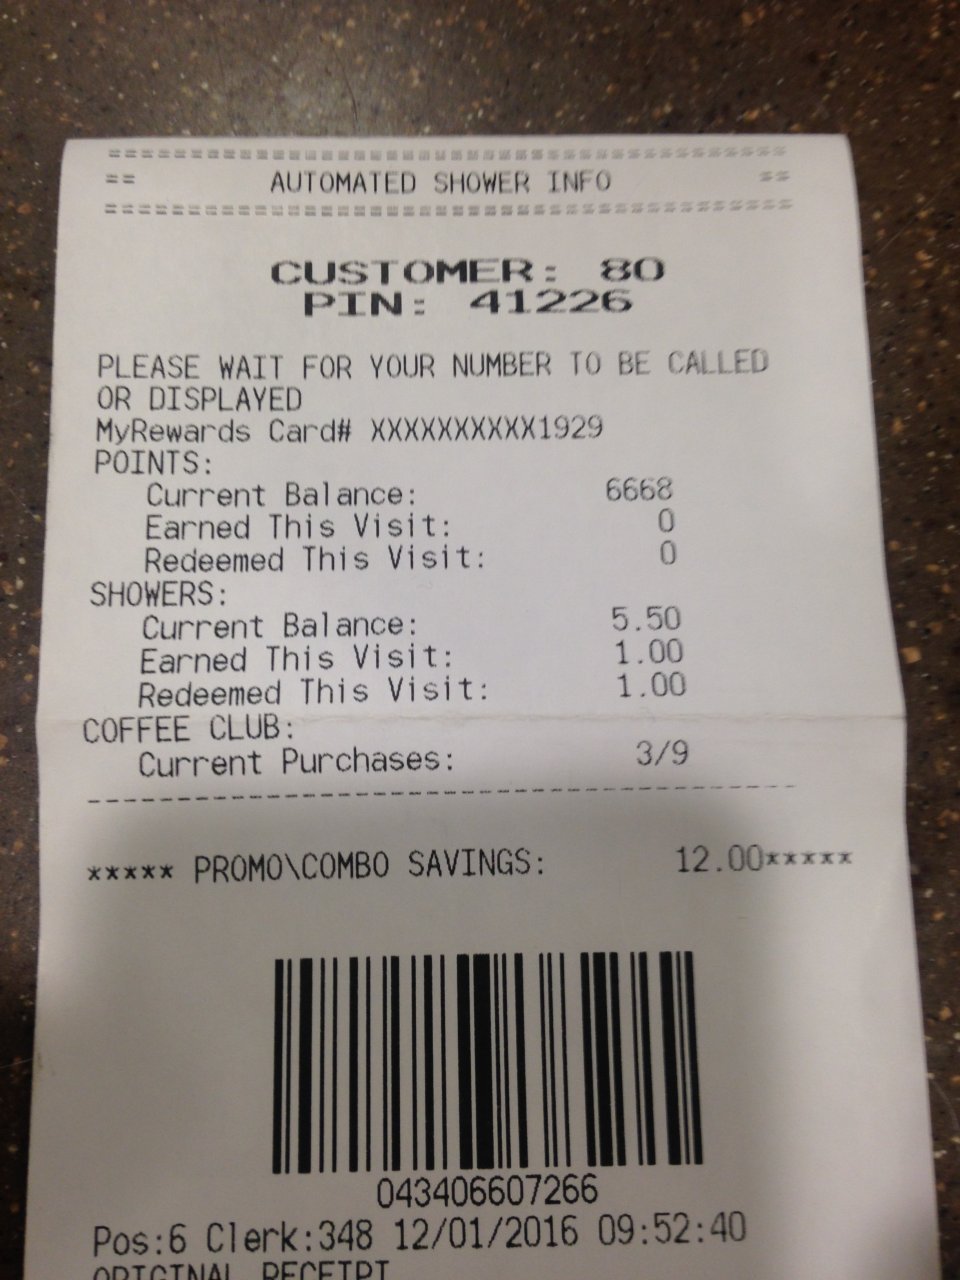 ========================================
== AUTOMATED SHOWER INFO ==
========================================
CUSTOMER: 80
PIN: 41226
PLEASE WAIT FOR YOUR NUMBER TO BE CALLED
OR DISPLAYED
MyRewards Card# XXXXXXXXXX1929
POINTS:
Current Balance: 6668
Earned This Visit: 0
Redeemed This Visit: 0
SHOWERS:
Current Balance: 5.50
Earned This Visit: 1.00
Redeemed This Visit: 1.00
COFFEE CLUB:
Current Purchases: 3/9
----------------------------------------
***** PROMO\COMBO SAVINGS: 12.00*****
043406607266
Pos:6 Clerk:348 12/01/2016 09:52:40
ORIGINAL RECEIPT